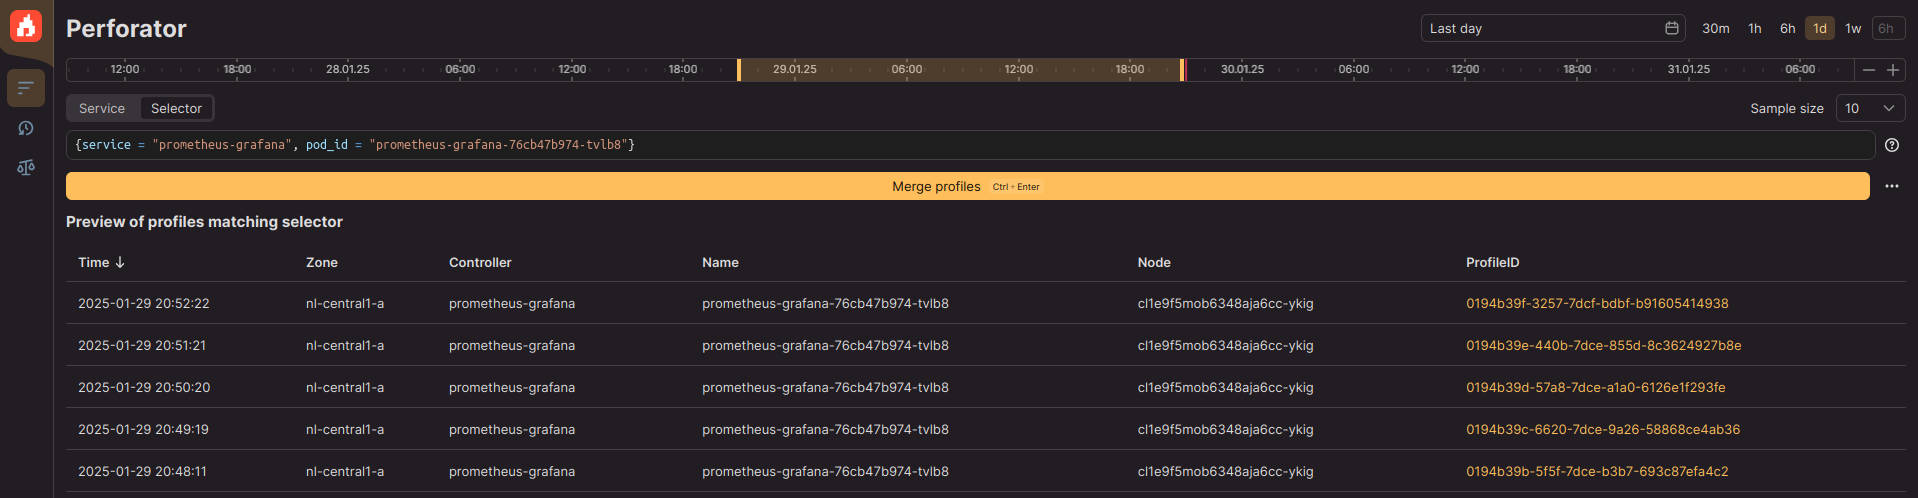 Perforator
Last day
30m 1h 6h 1d 1w 6h
12:00 18:00 28.01.25 06:00 12:00 18:00 29.01.25 06:00 12:00 18:00 30.01.25 06:00 12:00 18:00 31.01.25 06:00
Service Selector
Sample size 10
{service = "prometheus-grafana", pod_id = "prometheus-grafana-76cb47b974-tvlb8"}
Merge profiles Ctrl + Enter
Preview of profiles matching selector
Time Zone Controller Name Node ProfileID
2025-01-29 20:52:22 nl-central1-a prometheus-grafana prometheus-grafana-76cb47b974-tvlb8 cl1e9f5mob6348aja6cc-ykig 0194b39f-3257-7dcf-bdbf-b91605414938
2025-01-29 20:51:21 nl-central1-a prometheus-grafana prometheus-grafana-76cb47b974-tvlb8 cl1e9f5mob6348aja6cc-ykig 0194b39e-440b-7dce-855d-8c3624927b8e
2025-01-29 20:50:20 nl-central1-a prometheus-grafana prometheus-grafana-76cb47b974-tvlb8 cl1e9f5mob6348aja6cc-ykig 0194b39d-57a8-7dce-a1a0-6126e1f293fe
2025-01-29 20:49:19 nl-central1-a prometheus-grafana prometheus-grafana-76cb47b974-tvlb8 cl1e9f5mob6348aja6cc-ykig 0194b39c-6620-7dce-9a26-58868ce4ab36
2025-01-29 20:48:11 nl-central1-a prometheus-grafana prometheus-grafana-76cb47b974-tvlb8 cl1e9f5mob6348aja6cc-ykig 0194b39b-5f5f-7dce-b3b7-693c87efa4c2